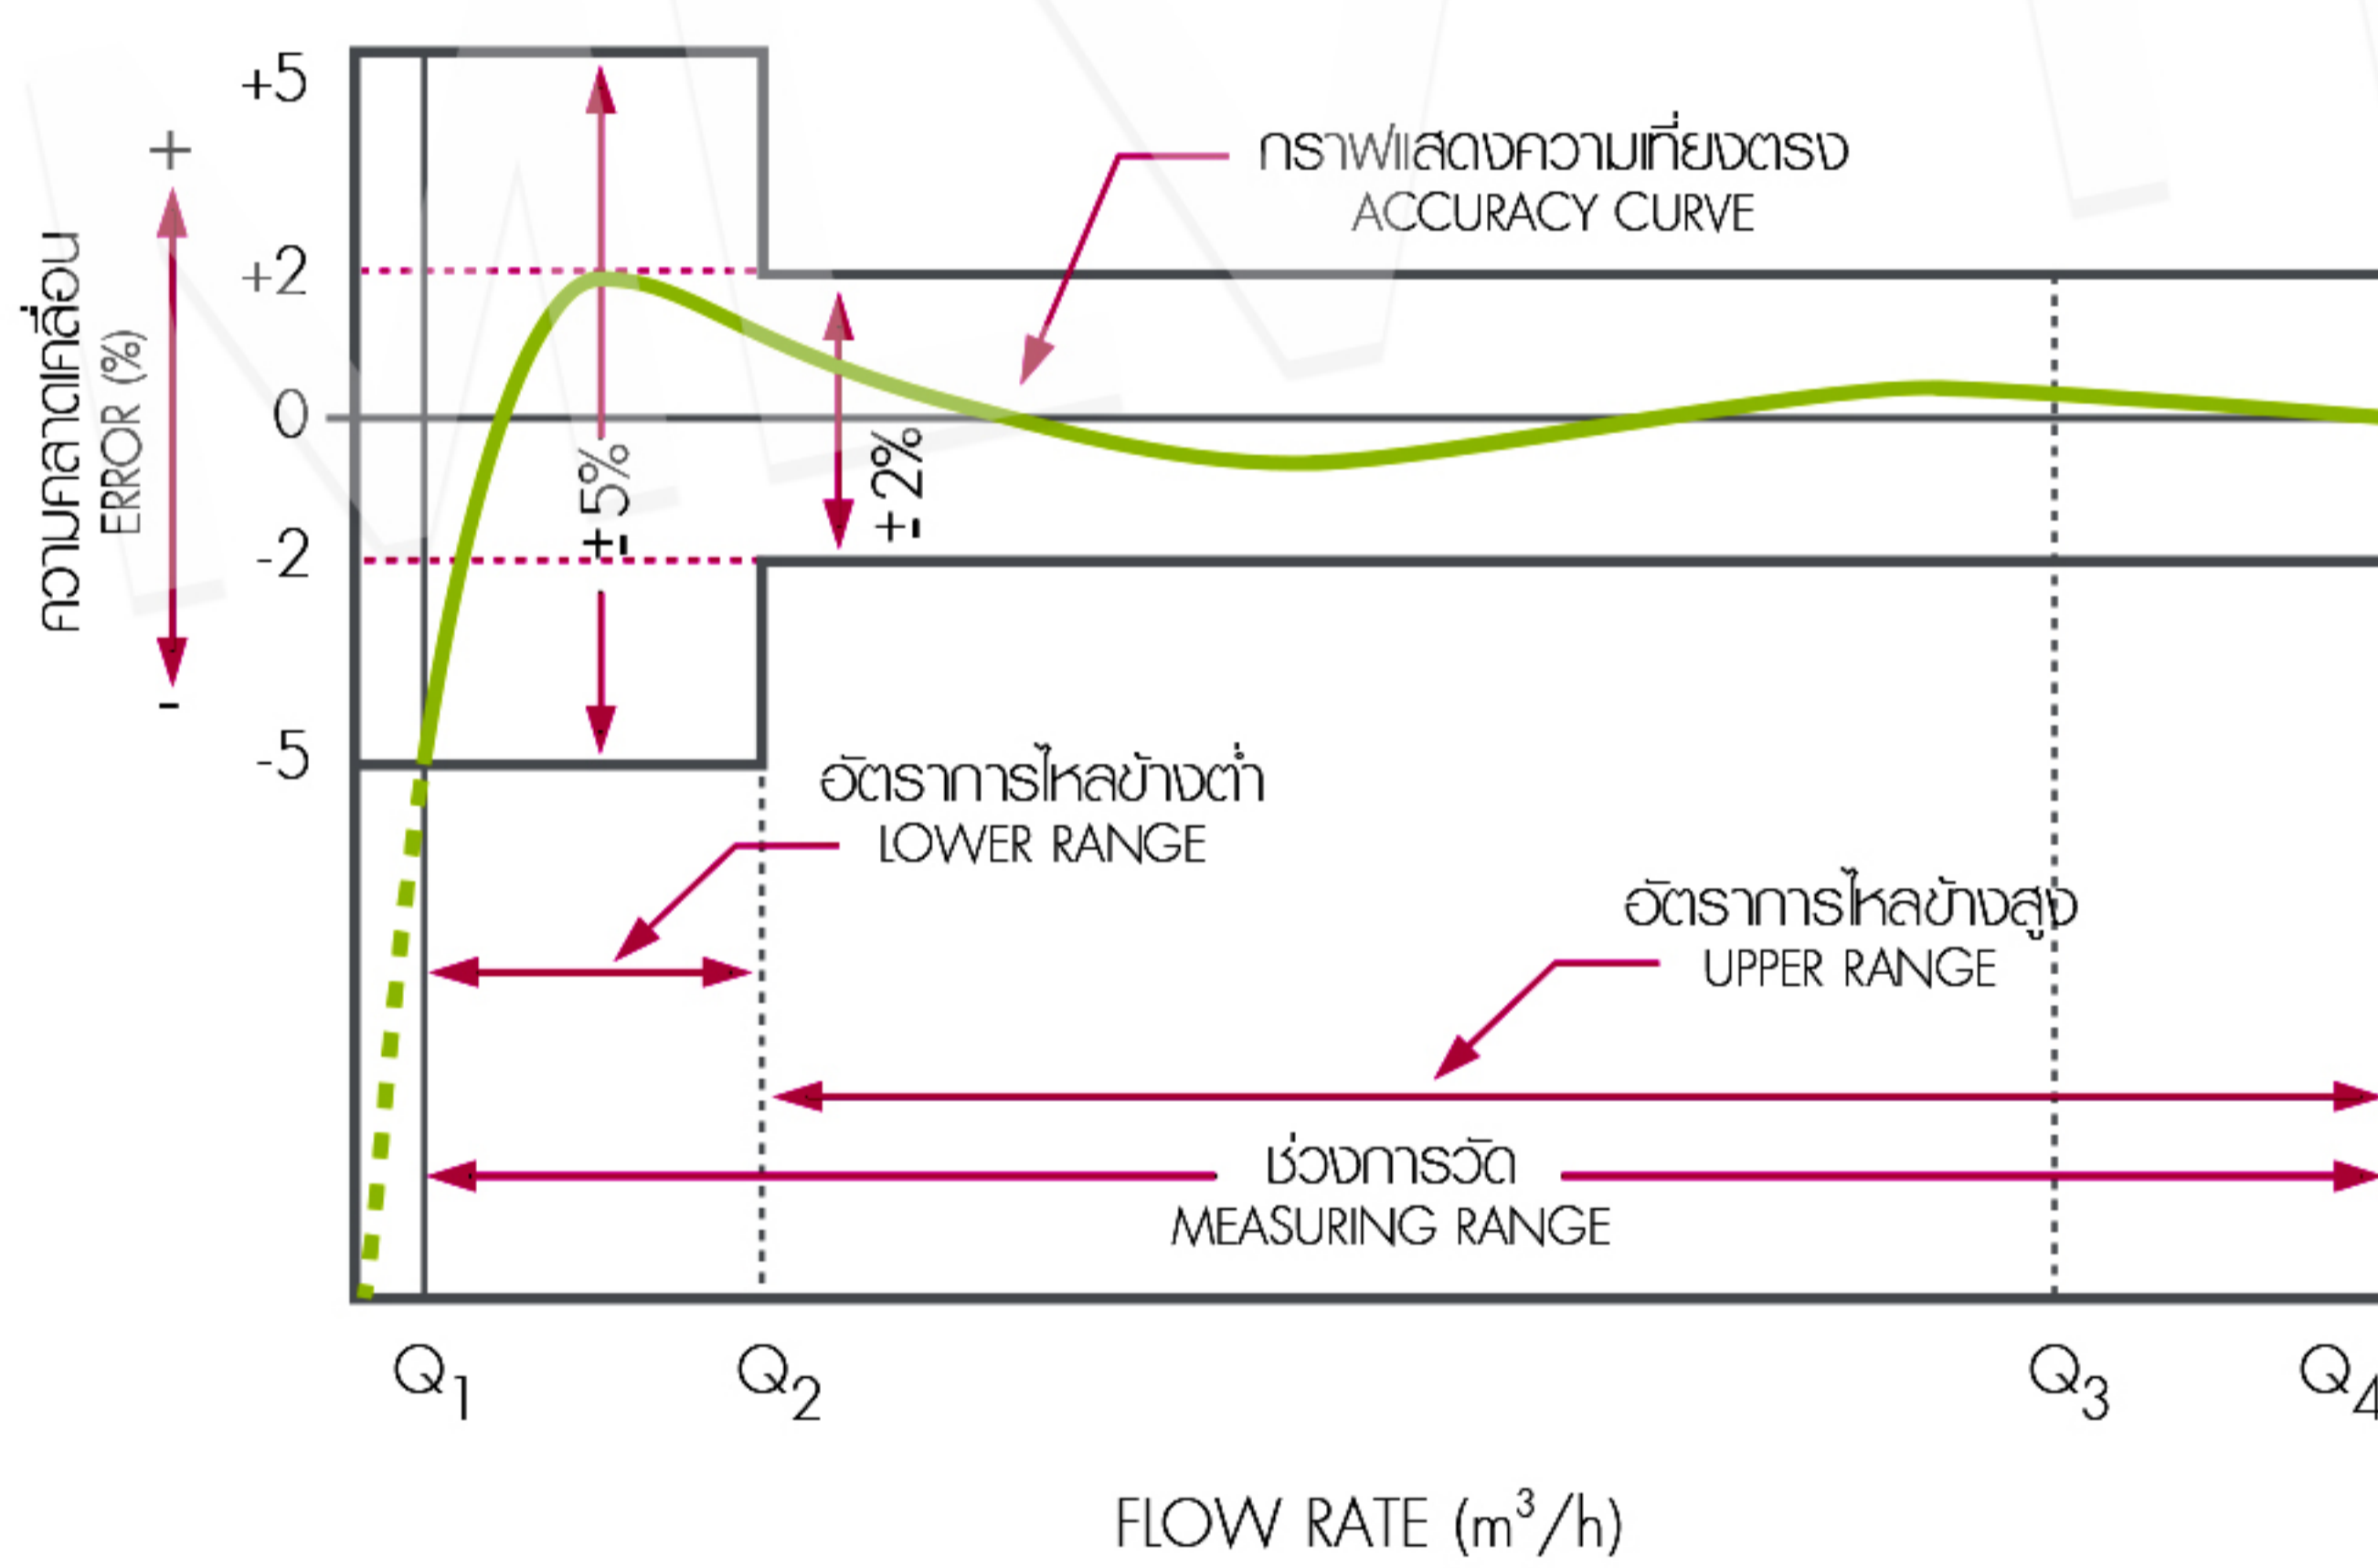 +5
+
+2
0
-2
-
-5
ความคลาดเคลื่อน
ERROR (%)
กราฟแสดงความเที่ยงตรง
ACCURACY CURVE
±5%
±2%
อัตราการไหลข้างต่ำ
LOWER RANGE
อัตราการไหลข้างสูง
UPPER RANGE
ช่วงการวัด
MEASURING RANGE
Q1 Q2 Q3 Q4
FLOW RATE (m³/h)